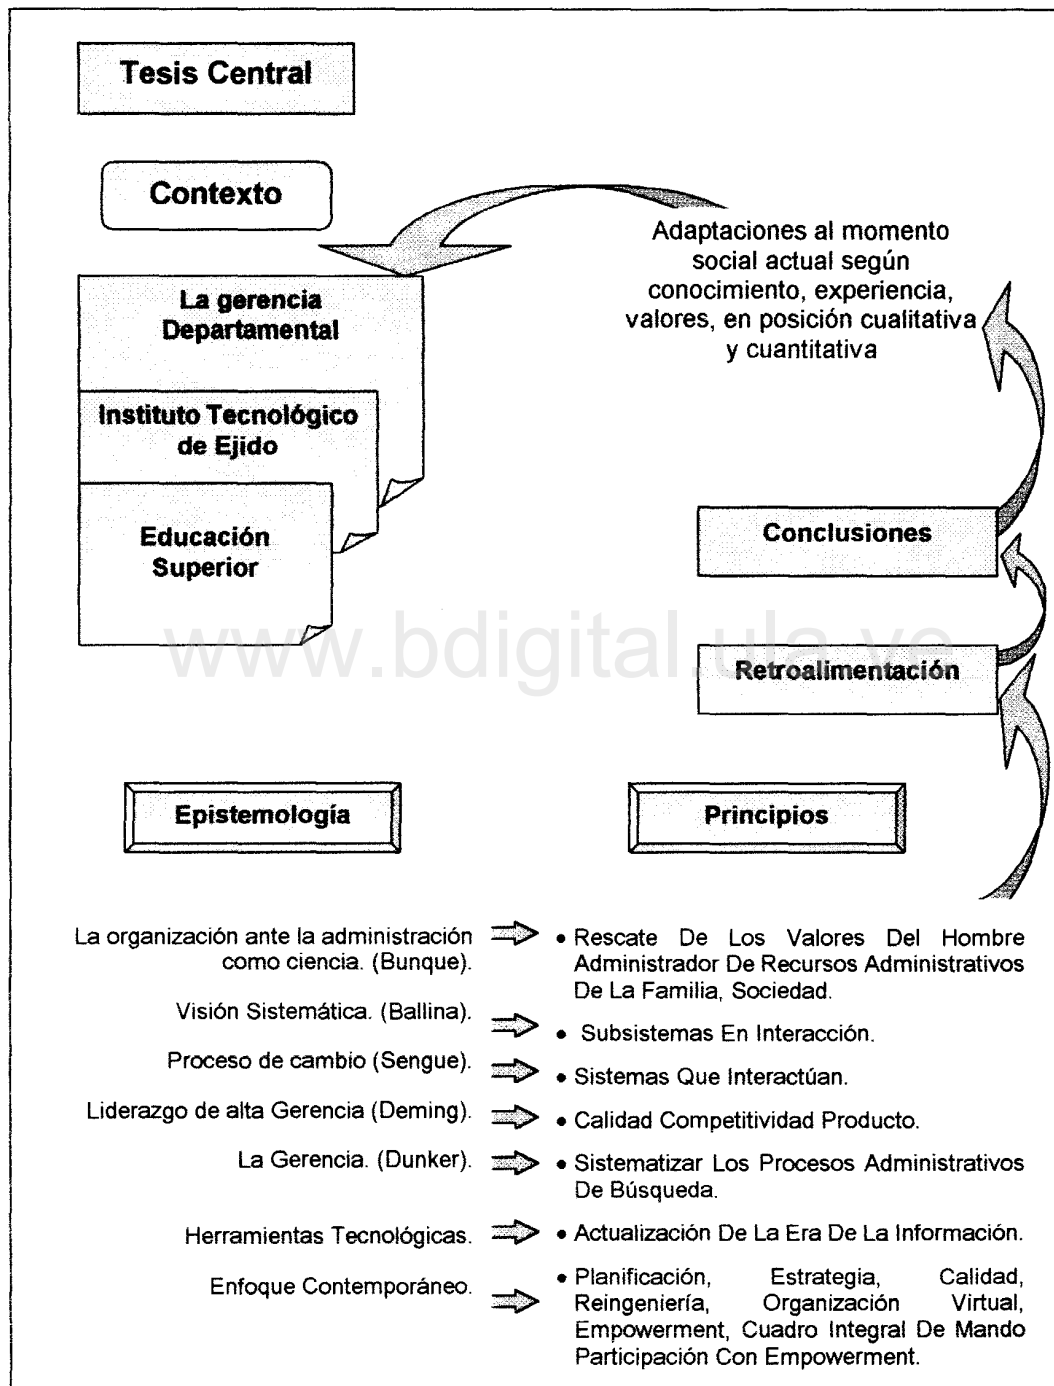 Tesis Central
Contexto
La gerencia
Departamental
Instituto Tecnológico
de Ejido
Educación
Superior
Adaptaciones al momento
social actual según
conocimiento, experiencia,
valores, en posición cualitativa
y cuantitativa
Conclusiones
Retroalimentación
www.bdigital.ula.ve
Epistemología
Principios
La organización ante la administración
como ciencia. (Bunque).
• Rescate De Los Valores Del Hombre
Administrador De Recursos Administrativos
De La Familia, Sociedad.
Visión Sistemática. (Ballina).
• Subsistemas En Interacción.
Proceso de cambio (Sengue).
• Sistemas Que Interactúan.
Liderazgo de alta Gerencia (Deming).
• Calidad Competitividad Producto.
La Gerencia. (Dunker).
• Sistematizar Los Procesos Administrativos
De Búsqueda.
Herramientas Tecnológicas.
• Actualización De La Era De La Información.
Enfoque Contemporáneo.
• Planificación, Estrategia, Calidad,
Reingeniería, Organización Virtual,
Empowerment, Cuadro Integral De Mando
Participación Con Empowerment.